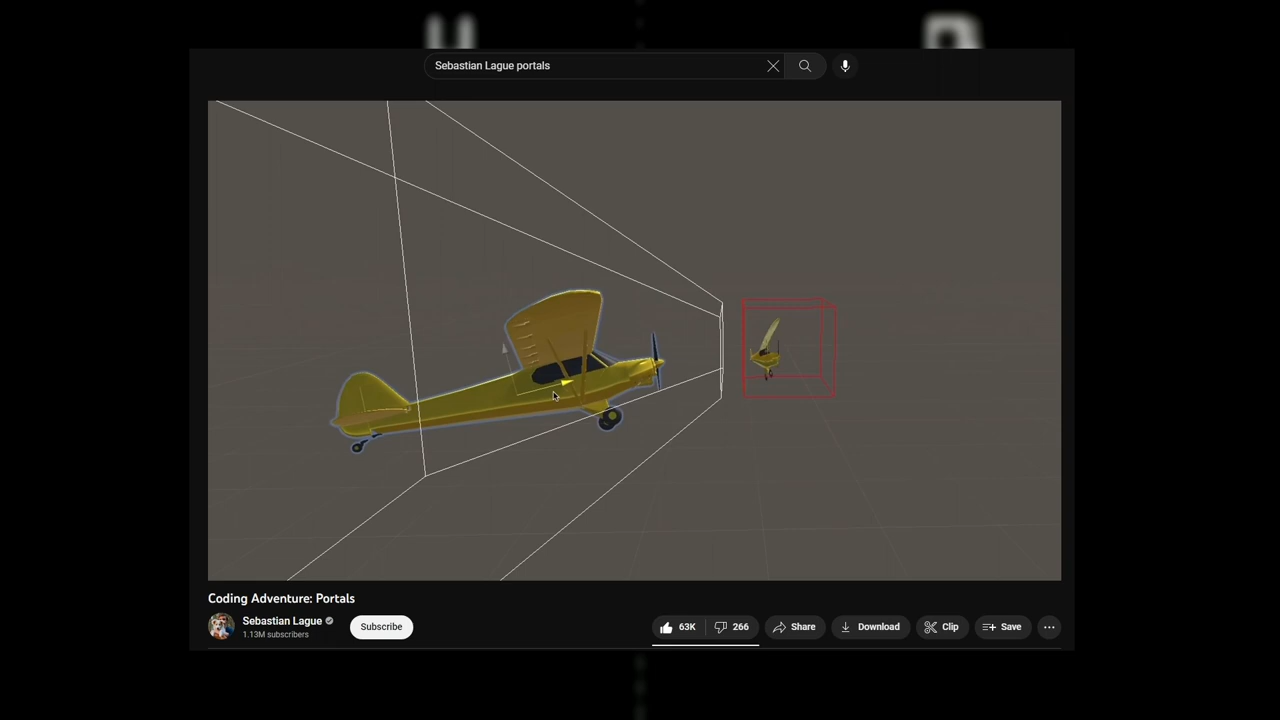 Sebastian Lague portals
Coding Adventure: Portals
Sebastian Lague
1.13M subscribers
Subscribe
63K
266
Share
Download
Clip
Save